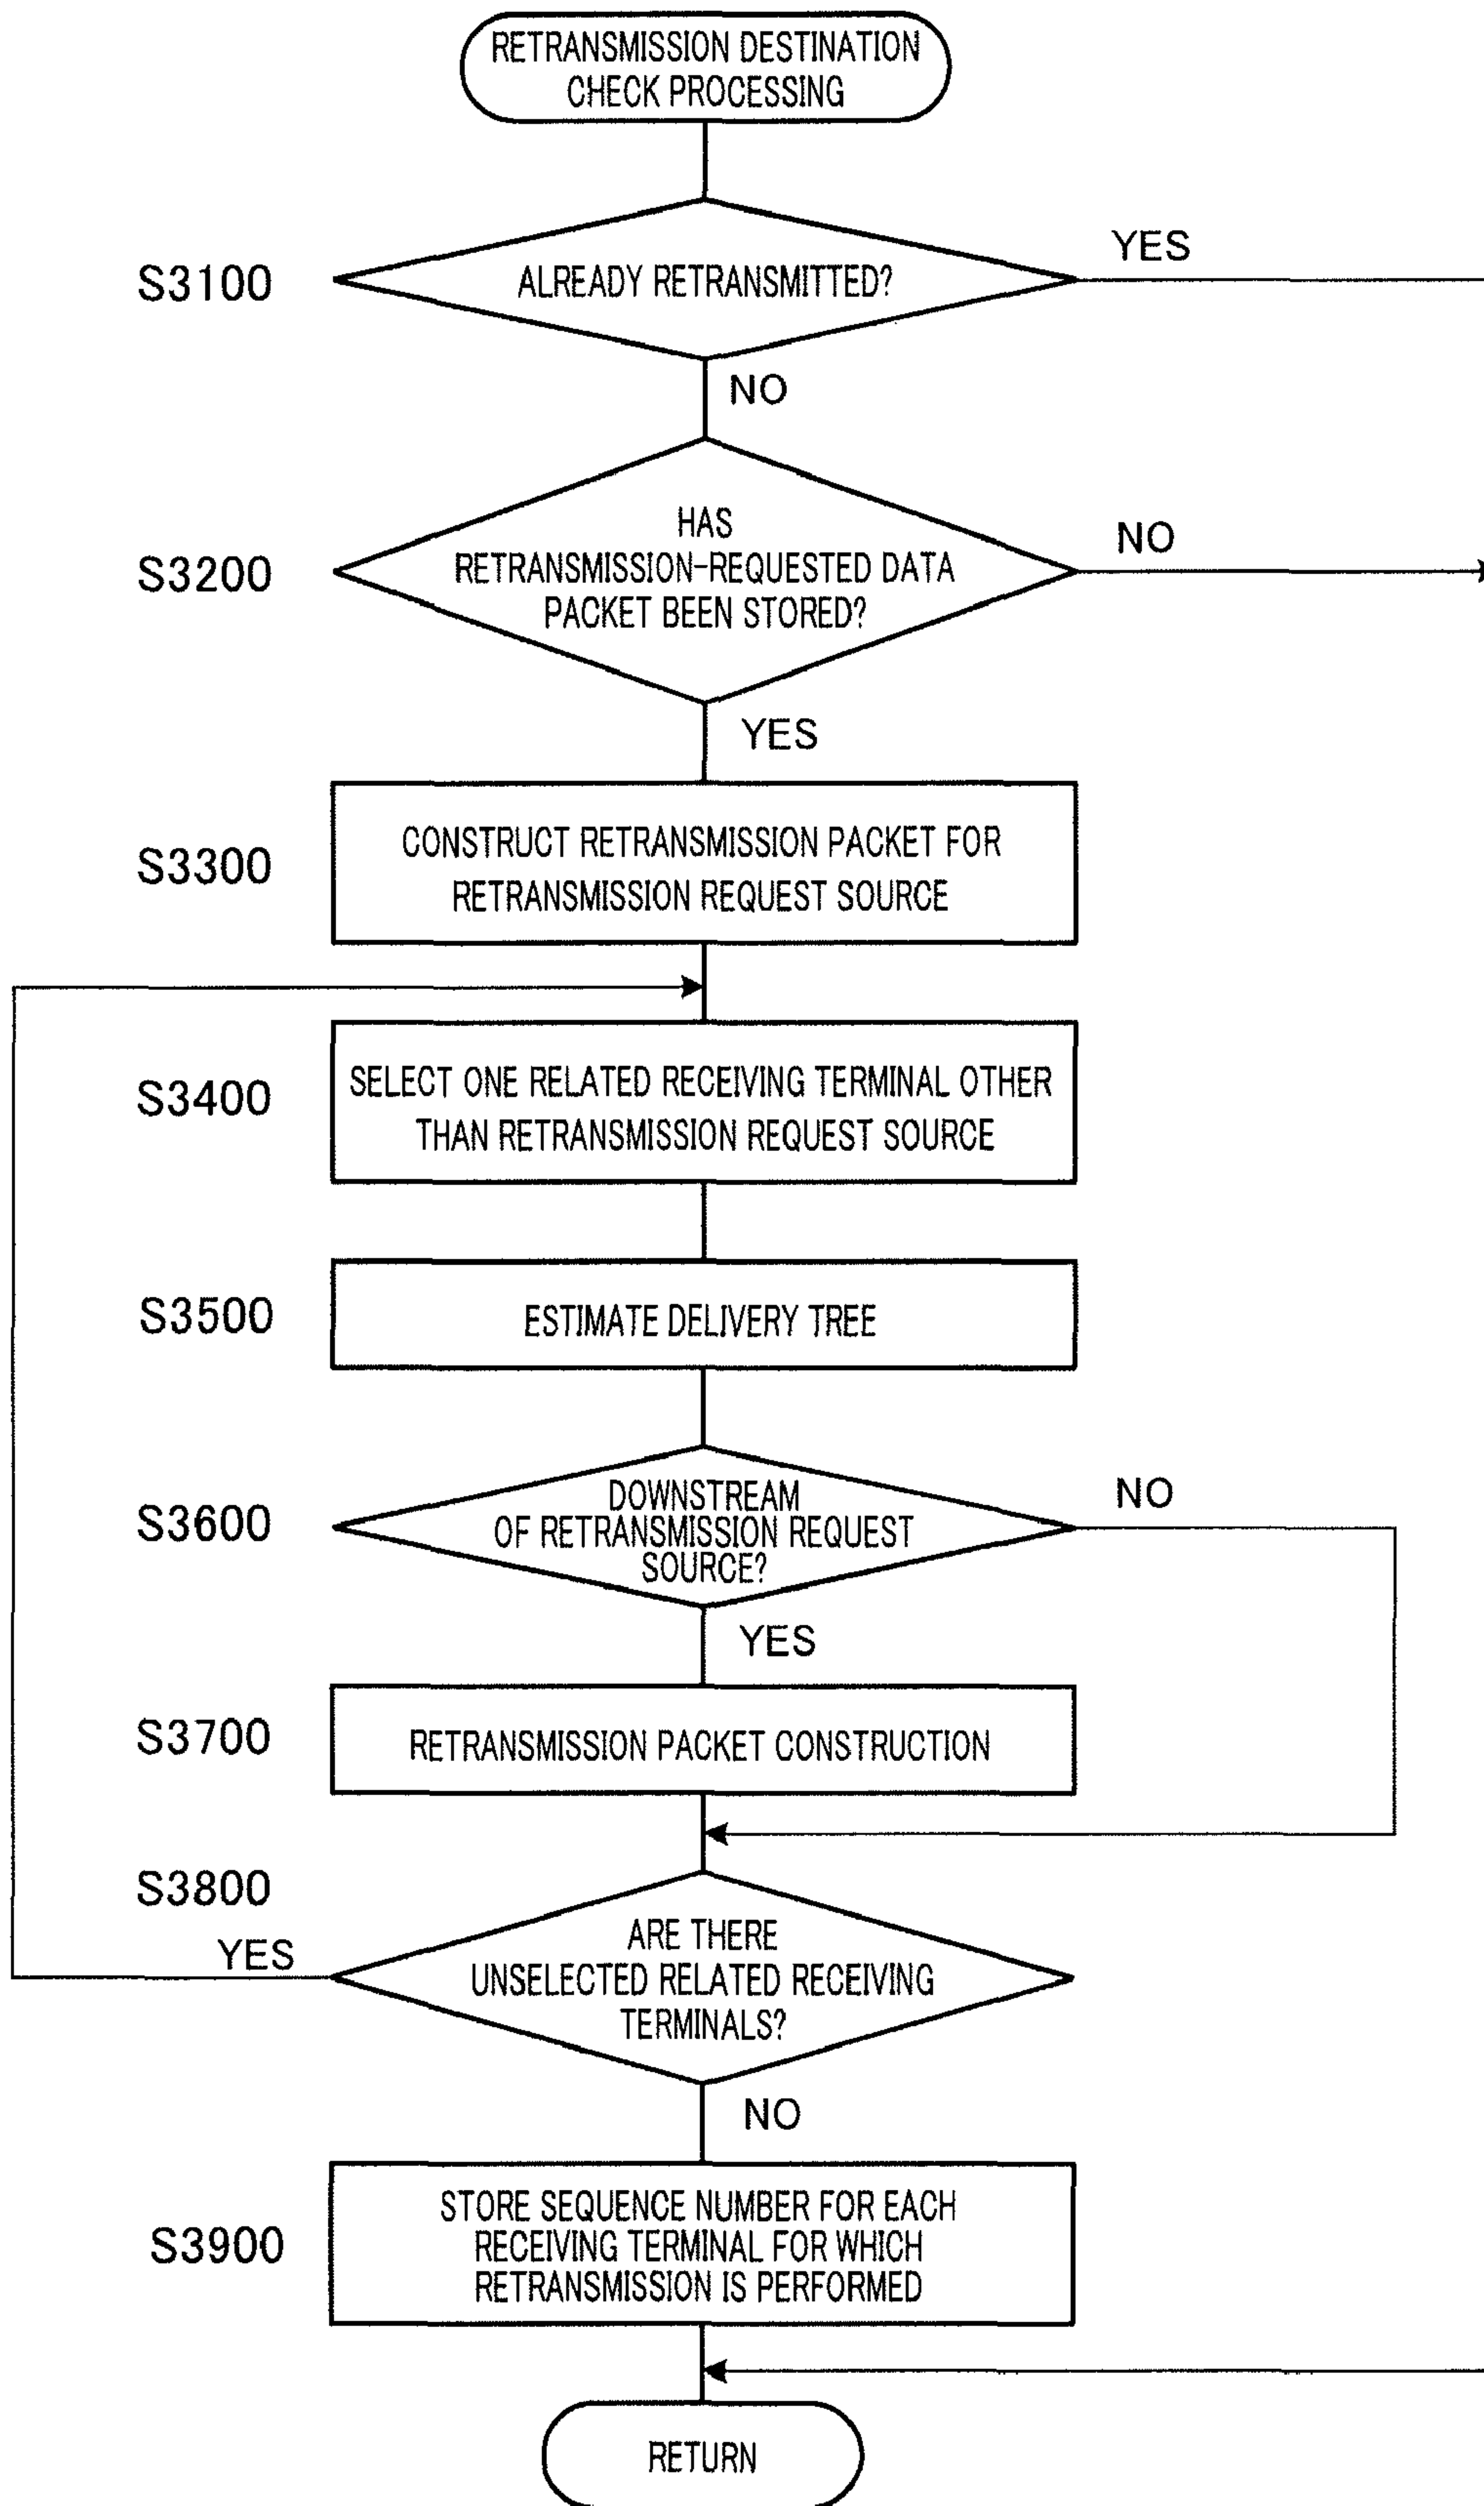 RETRANSMISSION DESTINATION
CHECK PROCESSING
S3100
ALREADY RETRANSMITTED?
YES
NO
S3200
HAS
RETRANSMISSION-REQUESTED DATA
PACKET BEEN STORED?
NO
YES
S3300
CONSTRUCT RETRANSMISSION PACKET FOR
RETRANSMISSION REQUEST SOURCE
S3400
SELECT ONE RELATED RECEIVING TERMINAL OTHER
THAN RETRANSMISSION REQUEST SOURCE
S3500
ESTIMATE DELIVERY TREE
S3600
DOWNSTREAM
OF RETRANSMISSION REQUEST
SOURCE?
NO
YES
S3700
RETRANSMISSION PACKET CONSTRUCTION
S3800
YES
ARE THERE
UNSELECTED RELATED RECEIVING
TERMINALS?
NO
S3900
STORE SEQUENCE NUMBER FOR EACH
RECEIVING TERMINAL FOR WHICH
RETRANSMISSION IS PERFORMED
RETURN